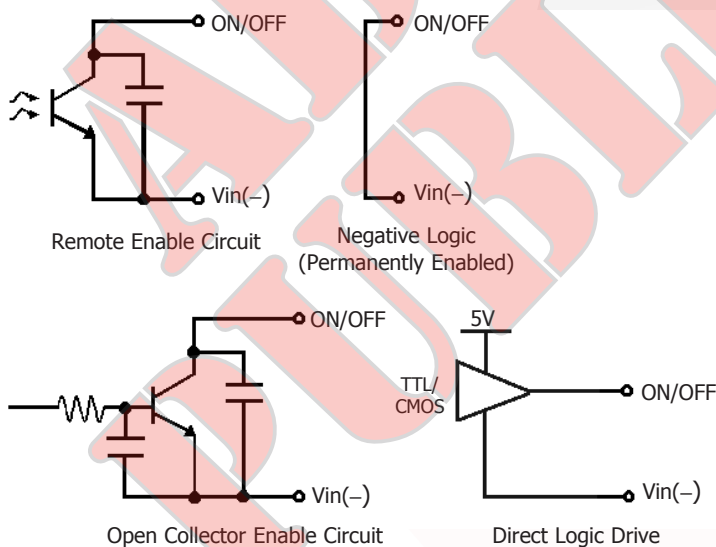 ON/OFF
Vin(–)
Remote Enable Circuit
ON/OFF
Vin(–)
Negative Logic
(Permanently Enabled)
ON/OFF
Vin(–)
Open Collector Enable Circuit
5V
TTL/
CMOS
ON/OFF
Vin(–)
Direct Logic Drive